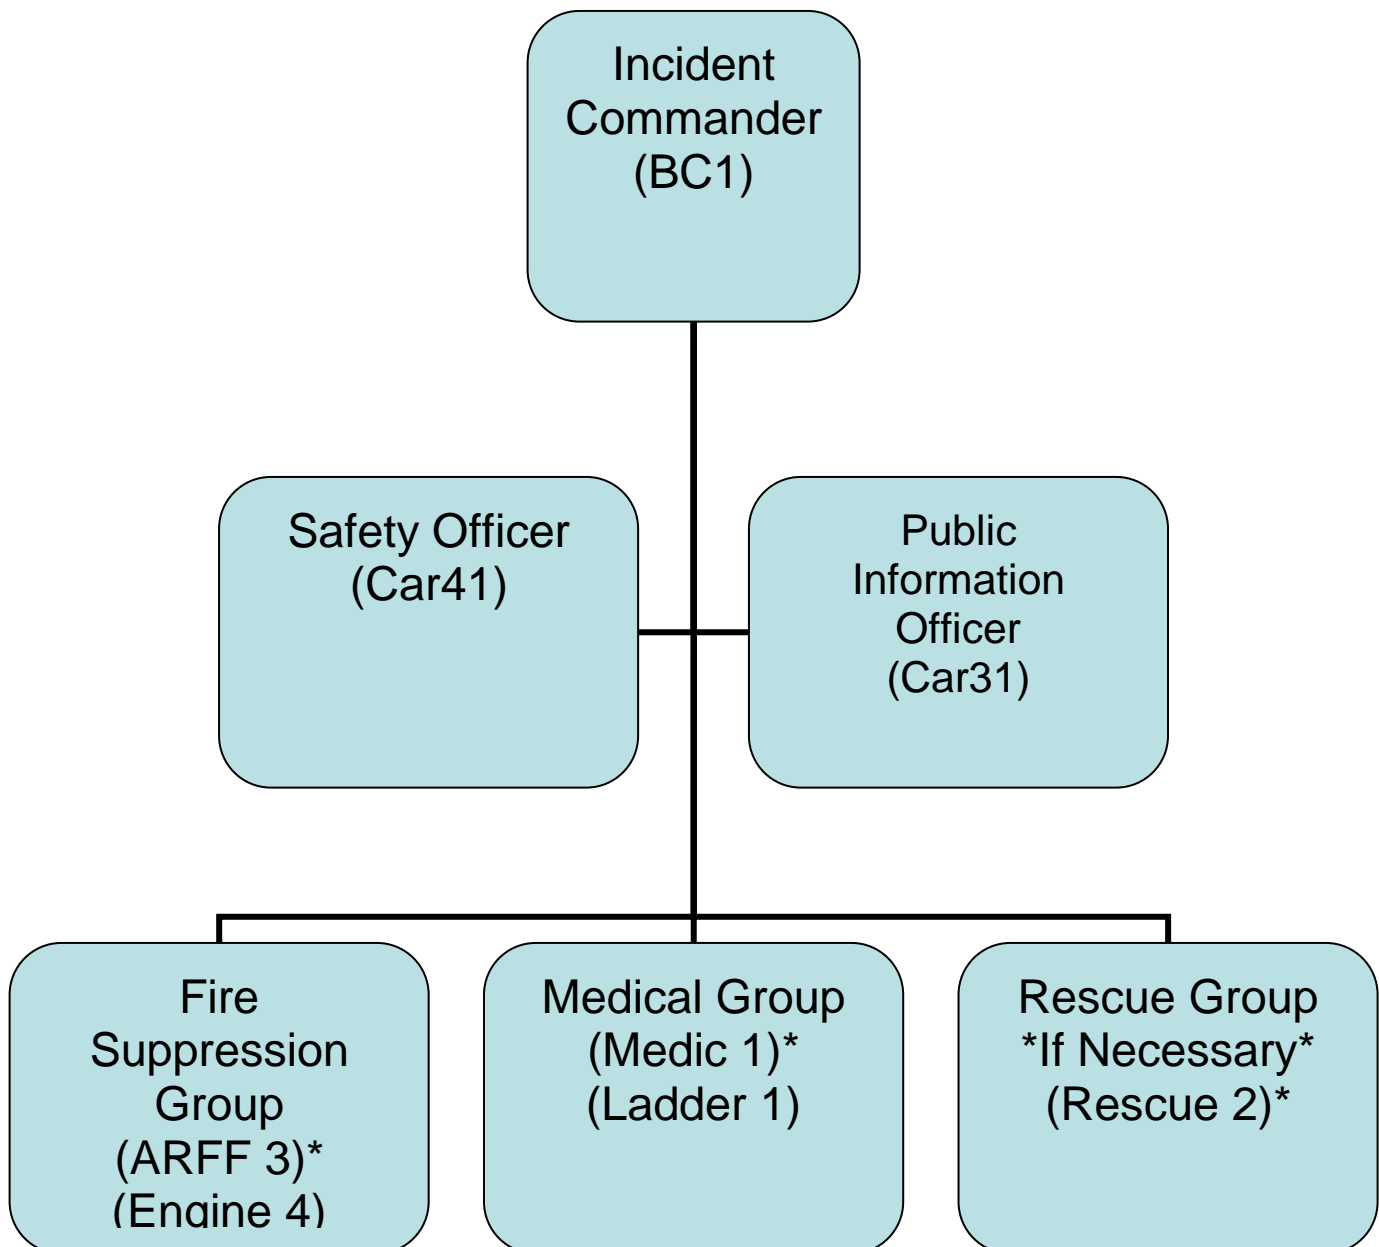 Incident
Commander
(BC1)
Safety Officer
(Car41)
Public
Information
Officer
(Car31)
Fire
Suppression
Group
(ARFF 3)*
(Engine 4)
Medical Group
(Medic 1)*
(Ladder 1)
Rescue Group
*If Necessary*
(Rescue 2)*